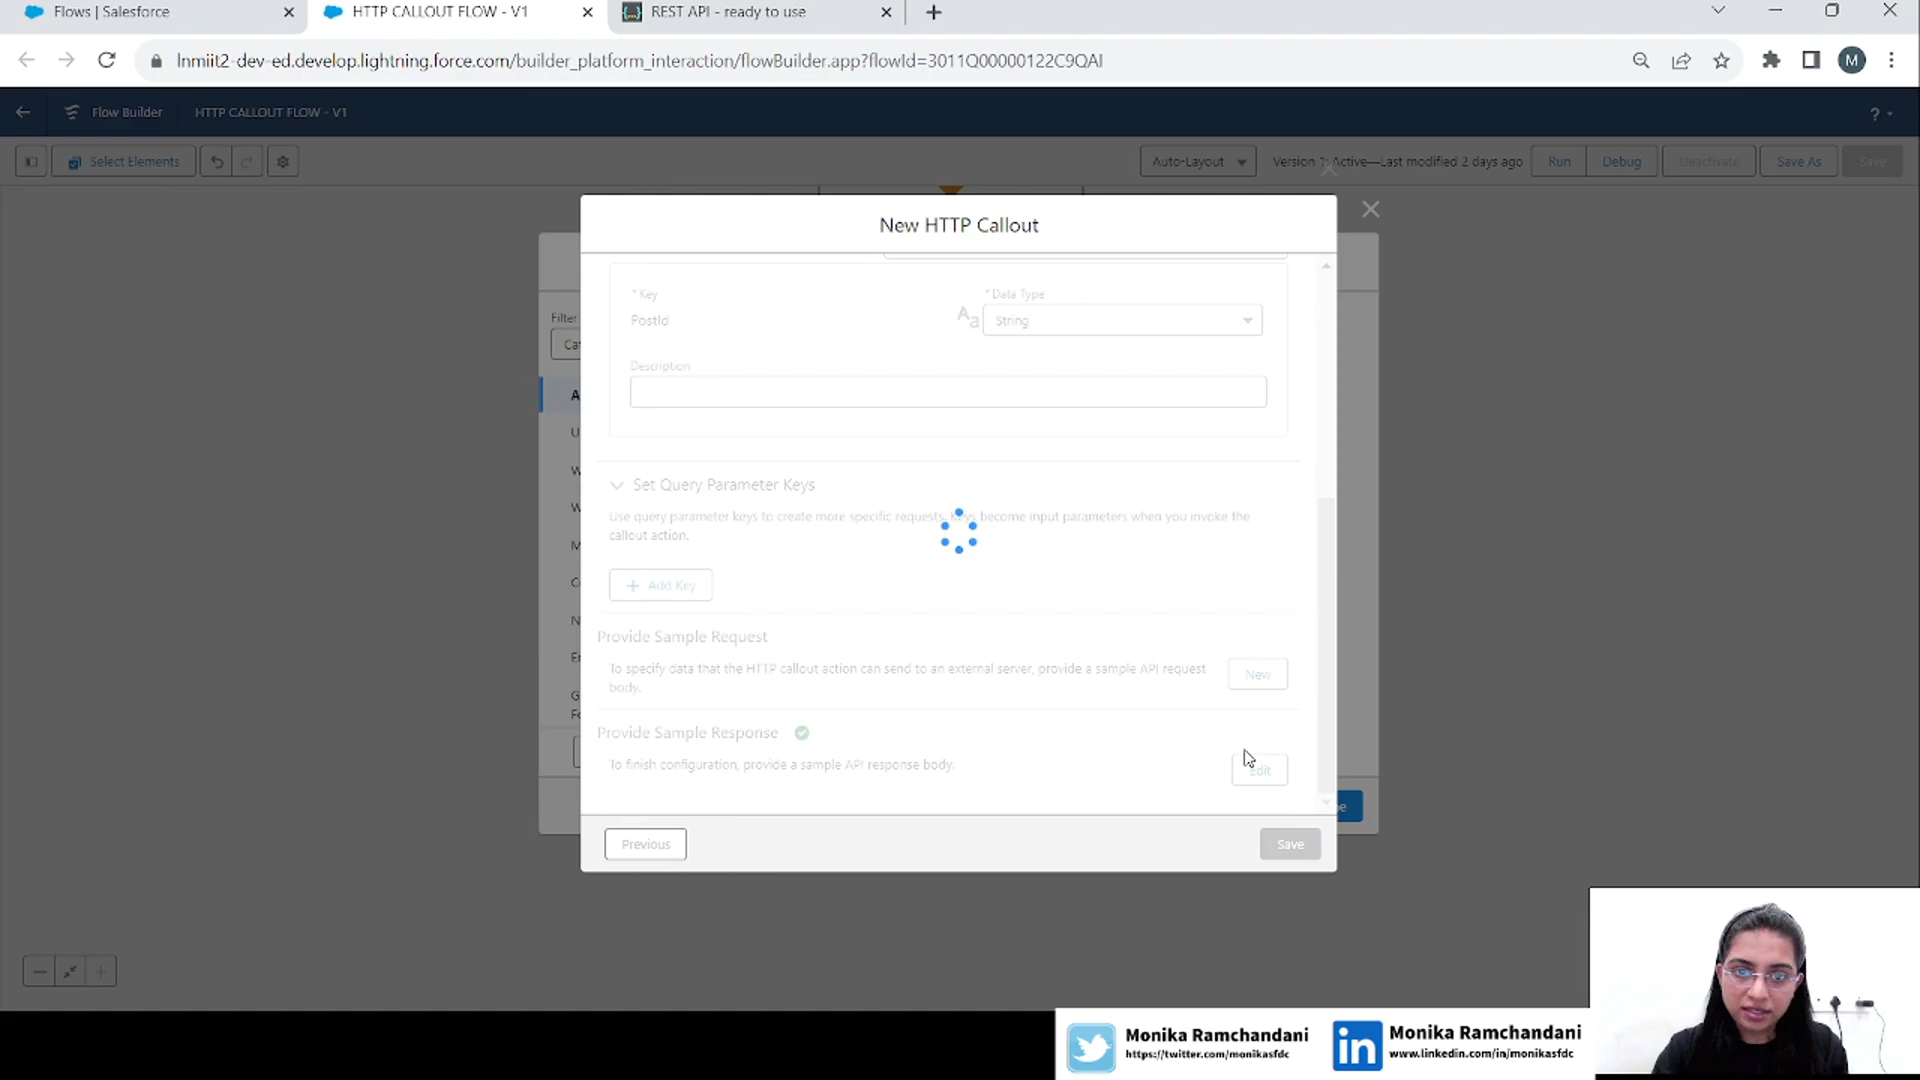 Flows | Salesforce
HTTP CALLOUT FLOW - V1
REST API - ready to use
lnmiit2-dev-ed.develop.lightning.force.com/builder_platform_interaction/flowBuilder.app?flowId=3011Q00000122C9QAI
M
Flow Builder
HTTP CALLOUT FLOW - V1
?
Select Elements
Auto-Layout
Version 1: Active—Last modified 2 days ago
Run
Debug
Deactivate
Save As
Save
New HTTP Callout
Filter
*Key
*Data Type
PostId
Aa
String
Description
Set Query Parameter Keys
Use query parameter keys to create more specific requests. Keys become input parameters when you invoke the
callout action.
+ Add Key
Provide Sample Request
To specify data that the HTTP callout action can send to an external server, provide a sample API request
body.
New
Provide Sample Response
To finish configuration, provide a sample API response body.
Edit
Previous
Save
Monika Ramchandani
https://twitter.com/monikasfdc
in
Monika Ramchandani
www.linkedin.com/in/monikasfdc